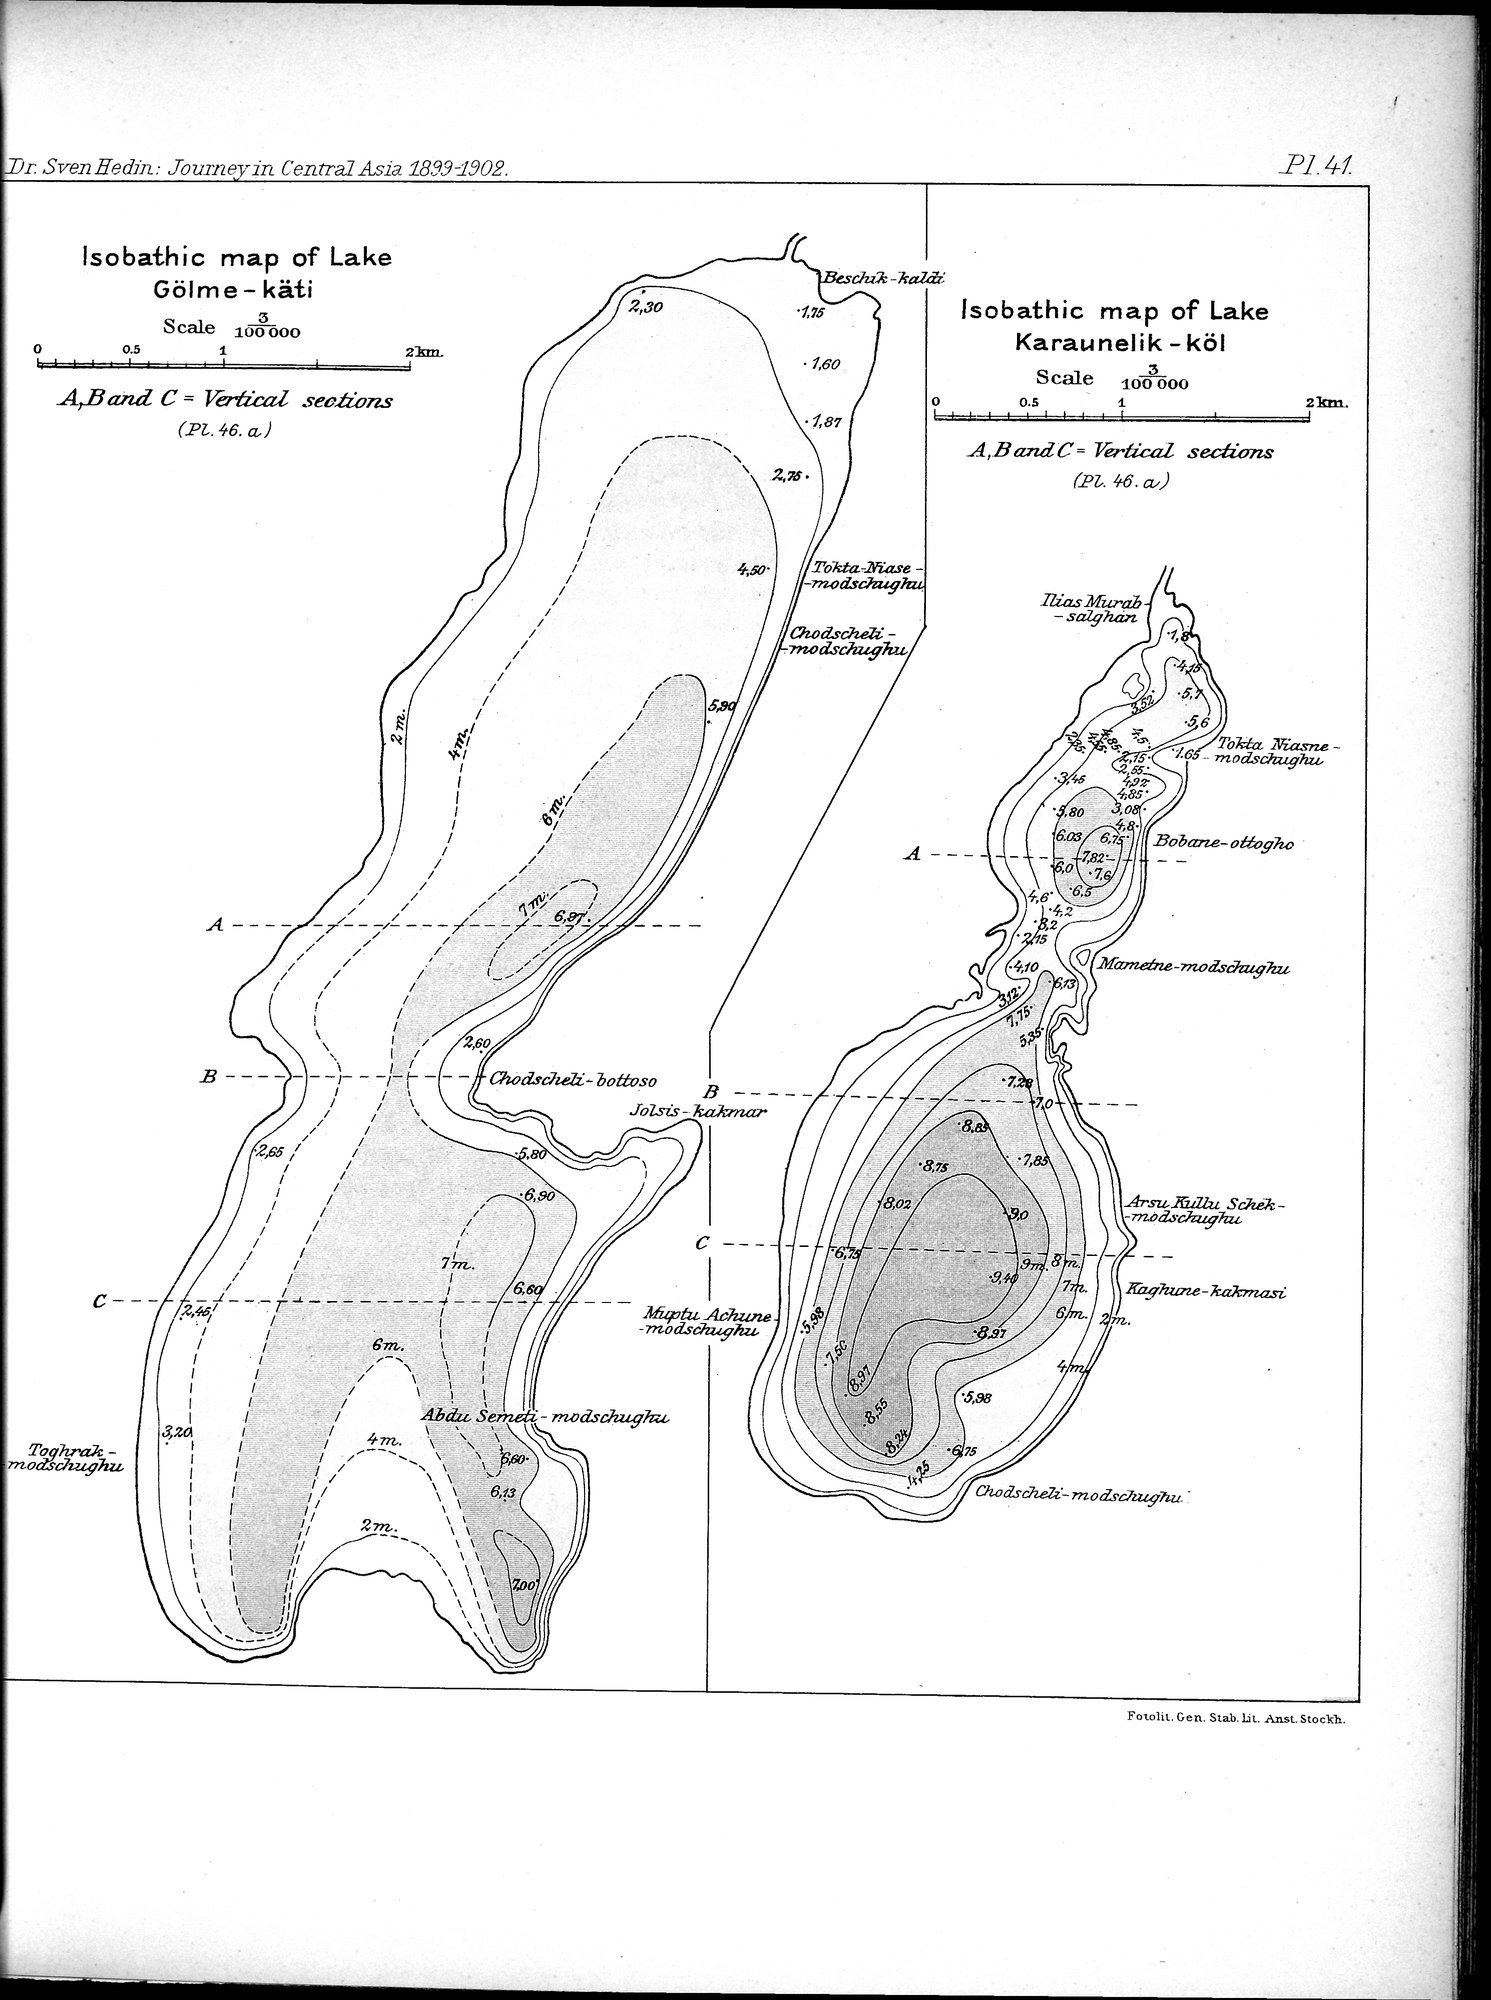 Dr. Sven Hedin: Journey in Central Asia 1899-1902.
Pl. 41.
Isobathic map of Lake
Gölme-käti
Scale 3/100 000
0 0.5 1 2 km.
A, B and C = Vertical sections
(Pl. 46. a)
Beschik-kaldi
2,30
1,75
1,60
1,87
2,75
4,50
Tokta-Niase-
-modschughu
Chodscheli-
-modschughu
5,90
2 m.
4 m.
6 m.
7 m.
6,97
A
2,60
B
Chodscheli-bottoso
Jolsis-kakmar
2,65
5,80
6,90
7 m.
6,60
C
2,45
6 m.
Abdu Semeti-modschughu
3,20
4 m.
Toghrak-
-modschughu
6,60
6,13
2 m.
7,00
Isobathic map of Lake
Karaunelik-köl
Scale 3/100 000
0 0.5 1 2 km.
A, B and C = Vertical sections
(Pl. 46. a)
Ilias Murab-
-salghan
1,8
4,15
5,7
3,52
5,6
2,85
4,85
4,5
Tokta Niasne-
-modschughu
1.65
2,15
2,55
3,45
4,92
4,85
5,80
3,08
4,8
6,03
6,75
Bobane-ottogho
A
7,82
6,0
7,6
6,5
4,6
4,2
3,2
2,15
4,10
Mametne-modschughu
6,13
3,12
7,75
5,35
7,28
B
7,0
8,85
8,75
7,85
8,02
9,0
Arsu Kullu Schek-
-modschughu
C
6,75
9 m.
8 m.
9,40
7 m.
Kaghune-kakmasi
Muptu Achune-
-modschughu
5,98
6 m.
2 m.
8,97
7,50
4 m.
8,97
5,98
8,55
8,24
6,75
4,25
Chodscheli-modschughu
Fotolit. Gen. Stab. Lit. Anst. Stockh.